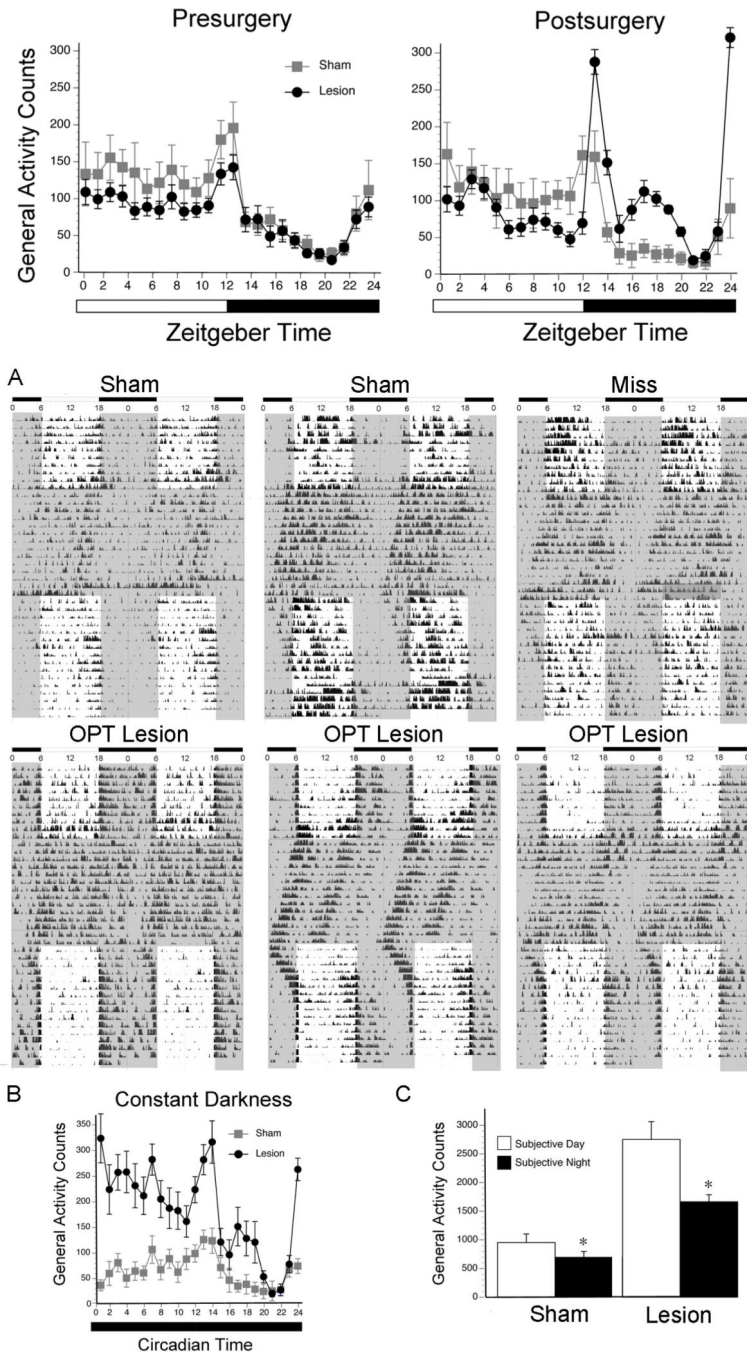 Presurgery
Postsurgery
General Activity Counts
300
250
200
150
100
50
0
Sham
Lesion
0 2 4 6 8 10 12 14 16 18 20 22 24
Zeitgeber Time
General Activity Counts
300
250
200
150
100
50
0
0 2 4 6 8 10 12 14 16 18 20 22 24
Zeitgeber Time
A
Sham
Sham
Miss
0 6 12 18 0 6 12 18 0
0 6 12 18 0 6 12 18 0
0 6 12 18 0 6 12 18 0
OPT Lesion
OPT Lesion
OPT Lesion
0 6 12 18 0 6 12 18 0
0 6 12 18 0 6 12 18 0
0 6 12 18 0 6 12 18 0
B
Constant Darkness
General Activity Counts
350
300
250
200
150
100
50
0
Sham
Lesion
0 2 4 6 8 10 12 14 16 18 20 22 24
Circadian Time
C
General Activity Counts
3000
2500
2000
1500
1000
500
0
Subjective Day
Subjective Night
*
*
Sham
Lesion